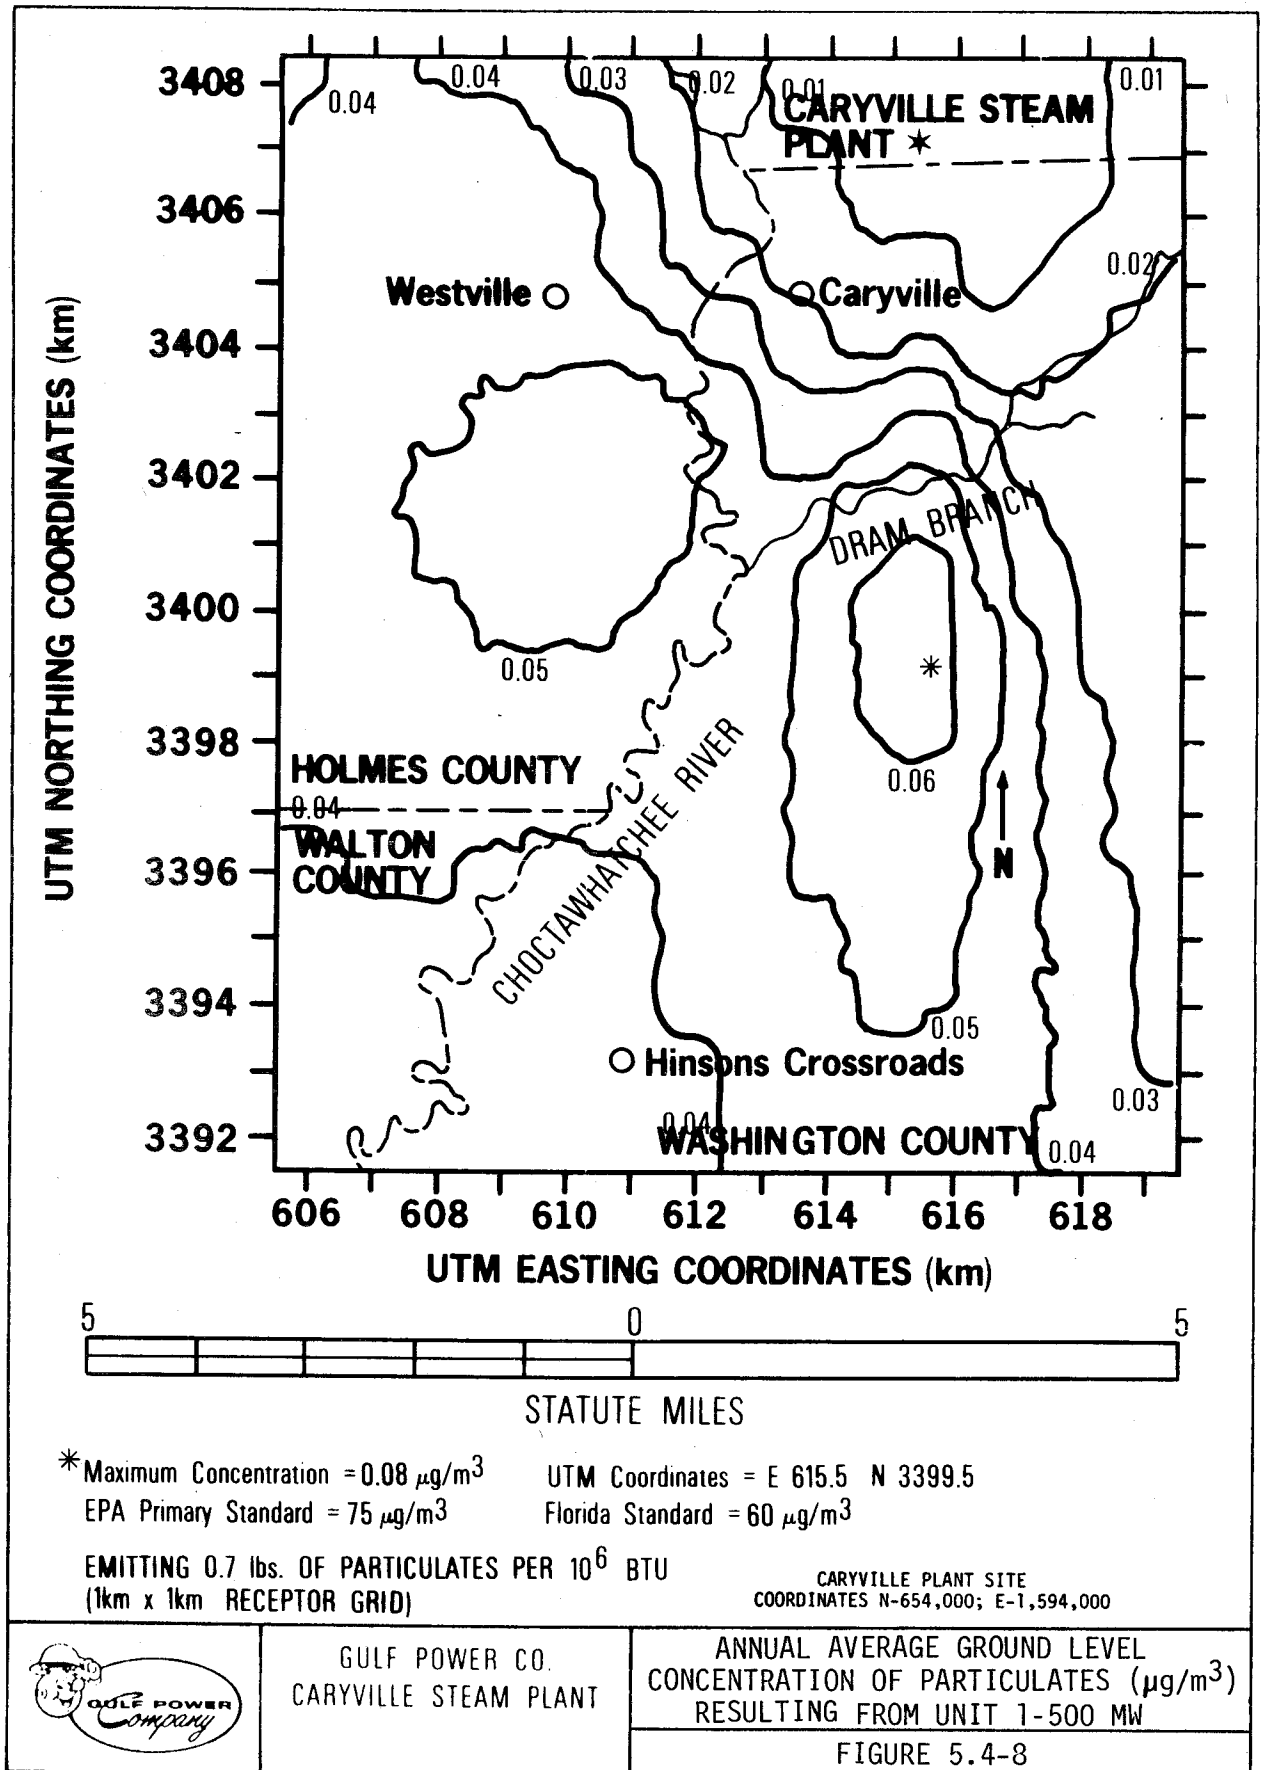 3408
3406
3404
3402
3400
3398
3396
3394
3392
UTM NORTHING COORDINATES (km)
0.04
0.04
0.03
0.02
0.01
0.01
CARYVILLE STEAM
PLANT
0.02
Westville
Caryville
DRAM BRANCH
0.05
0.06
HOLMES COUNTY
0.04
WALTON
COUNTY
CHOCTAWHATCHEE RIVER
N
0.05
Hinsons Crossroads
0.03
0.04
WASHINGTON COUNTY
0.04
606 608 610 612 614 616 618
UTM EASTING COORDINATES (km)
5 0 5
STATUTE MILES
*Maximum Concentration = 0.08 µg/m³ UTM Coordinates = E 615.5 N 3399.5
EPA Primary Standard = 75 µg/m³ Florida Standard = 60 µg/m³
EMITTING 0.7 lbs. OF PARTICULATES PER 10⁶ BTU
(1km x 1km RECEPTOR GRID)
CARYVILLE PLANT SITE
COORDINATES N-654,000; E-1,594,000
GULF POWER
Company
GULF POWER CO.
CARYVILLE STEAM PLANT
ANNUAL AVERAGE GROUND LEVEL
CONCENTRATION OF PARTICULATES (µg/m³)
RESULTING FROM UNIT 1-500 MW
FIGURE 5.4-8